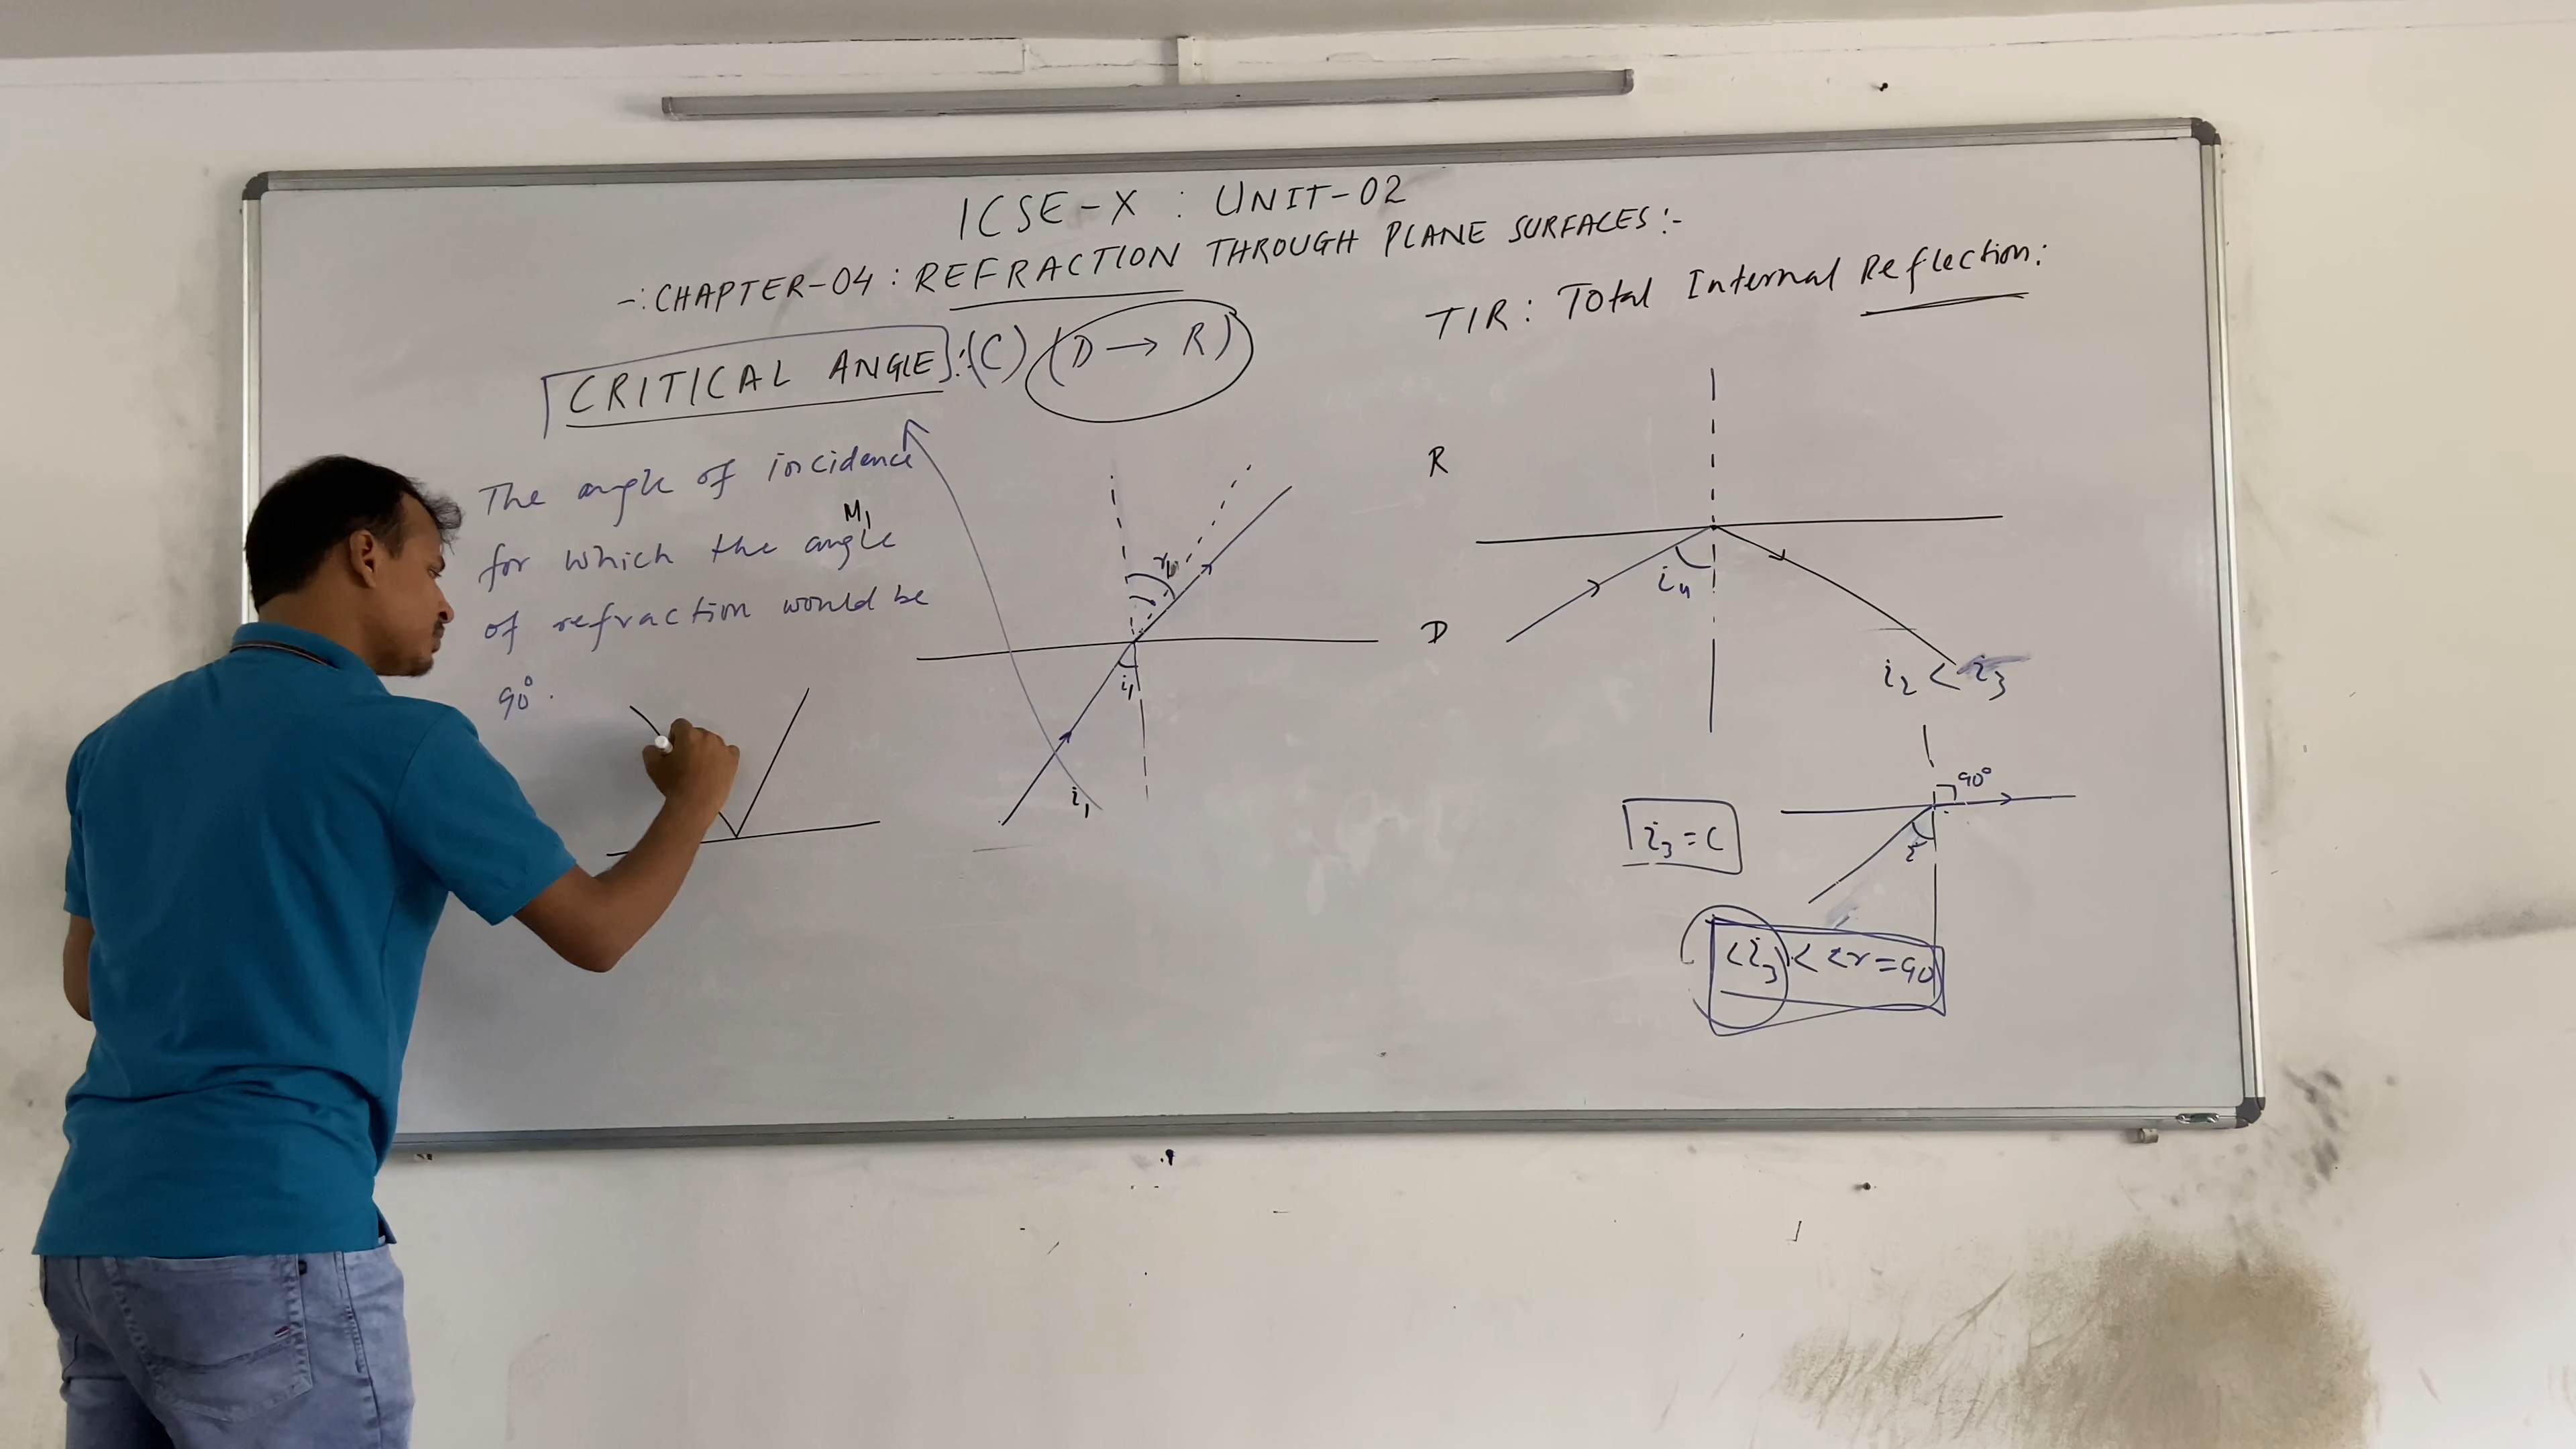 ICSE-X : UNIT-02
-:CHAPTER-04: REFRACTION THROUGH PLANE SURFACES:-
CRITICAL ANGLE:(C) (D → R)
The angle of incidence
for which the angle
of refraction would be
90°.
M₁
i₁
i₁
TIR: Total Internal Reflection:
R
D
i₄
i₂ < i₃
90°
i₃ = C
<i₃ < <r = 90